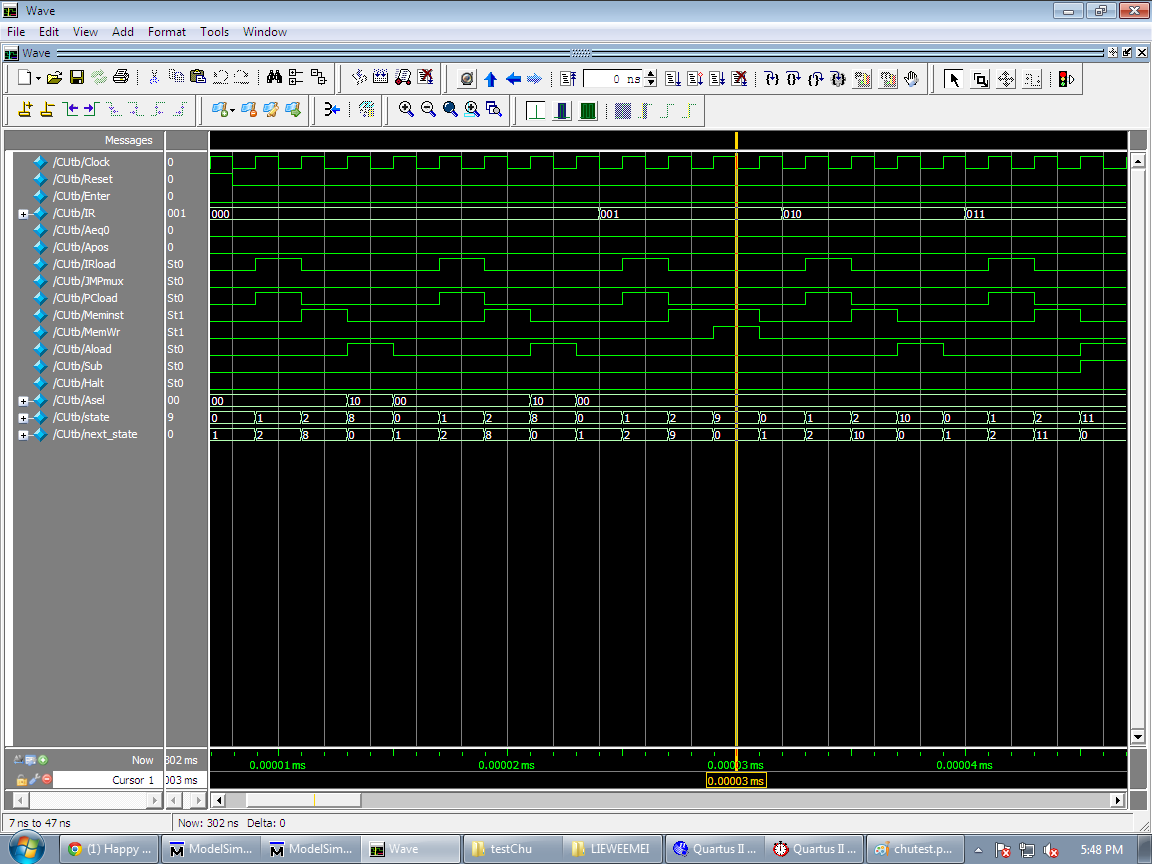 Wave
File Edit View Add Format Tools Window
Wave
0 ns
Messages
/CUtb/Clock 0
/CUtb/Reset 0
/CUtb/Enter 0
/CUtb/IR 001 000 001 010 011
/CUtb/Aeq0 0
/CUtb/Apos 0
/CUtb/IRload St0
/CUtb/JMPmux St0
/CUtb/PCload St0
/CUtb/Meminst St1
/CUtb/MemWr St1
/CUtb/Aload St0
/CUtb/Sub St0
/CUtb/Halt St0
/CUtb/Asel 00 00 10 00 10 00
/CUtb/state 9 0 1 2 8 0 1 2 8 0 1 2 9 0 1 2 10 0 1 2 11
/CUtb/next_state 0 1 2 8 0 1 2 8 0 1 2 9 0 1 2 10 0 1 2 11 0
Now 302 ns 0.00001 ms 0.00002 ms 0.00003 ms 0.00004 ms
Cursor 1 003 ms 0.00003 ms
7 ns to 47 ns Now: 302 ns Delta: 0
(1) Happy ... ModelSim... ModelSim... Wave testChu LIEWEEMEI Quartus II ... Quartus II ... chutest.p... 5:48 PM